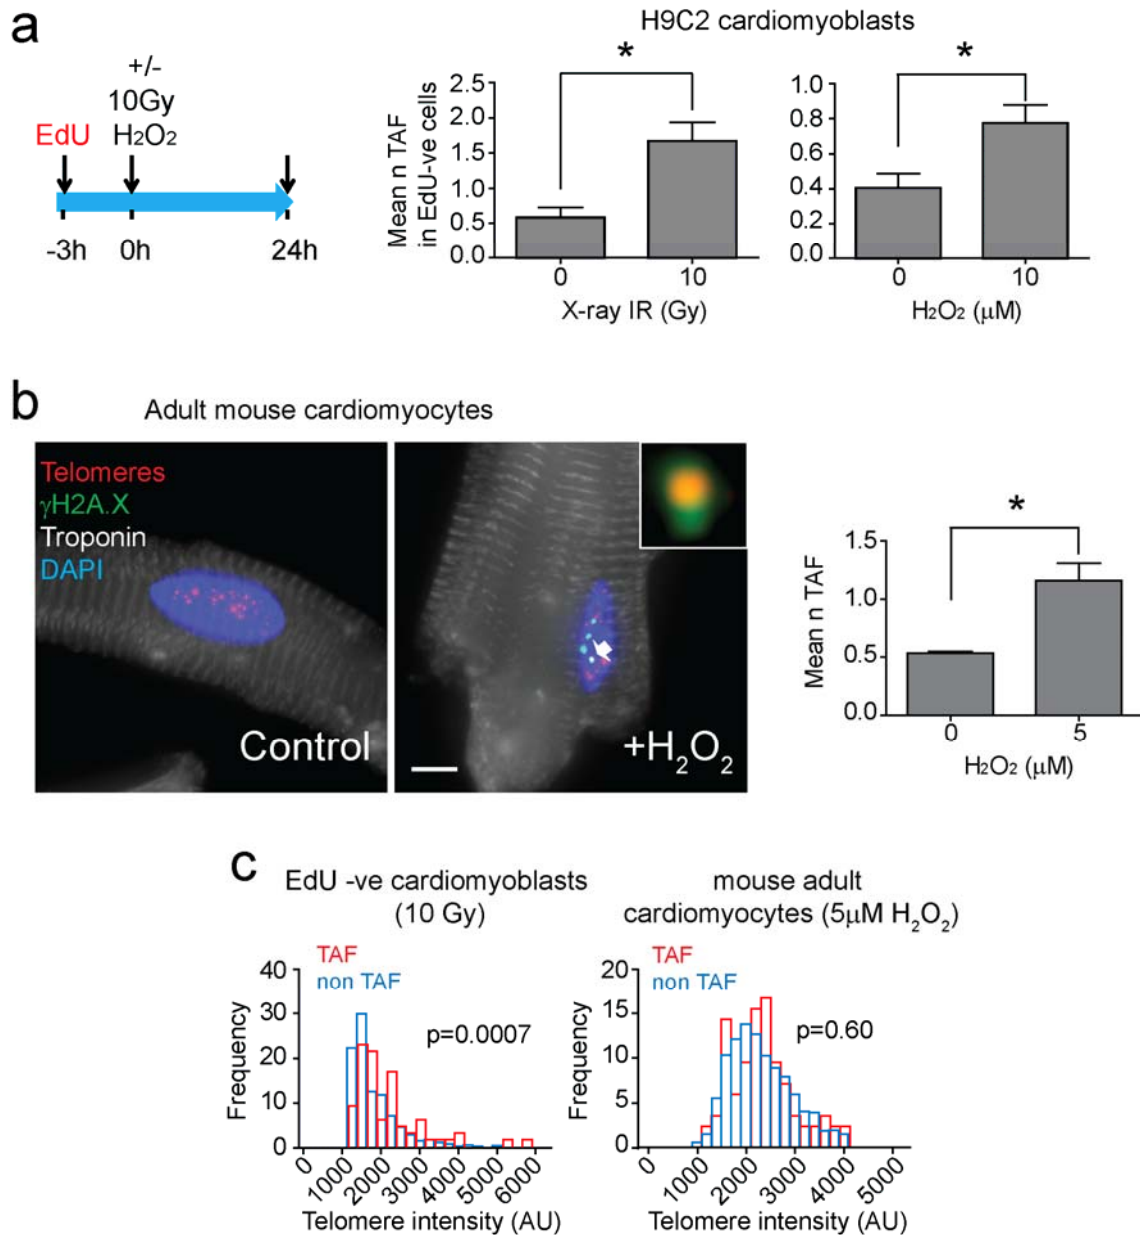 a
H9C2 cardiomyoblasts
+/-
10Gy
EdU H₂O₂
-3h 0h 24h
Mean n TAF
in EdU-ve cells
2.5
2.0
1.5
1.0
0.5
0.0
*
0 10
X-ray IR (Gy)
1.0
0.8
0.6
0.4
0.2
0.0
*
0 10
H₂O₂ (μM)
b
Adult mouse cardiomyocytes
Telomeres
γH2A.X
Troponin
DAPI
Control
+H₂O₂
Mean n TAF
1.5
1.0
0.5
0.0
*
0 5
H₂O₂ (μM)
c
EdU -ve cardiomyoblasts
(10 Gy)
TAF
non TAF
p=0.0007
Frequency
40
30
20
10
0
0 1000 2000 3000 4000 5000 6000
Telomere intensity (AU)
mouse adult
cardiomyocytes (5μM H₂O₂)
TAF
non TAF
p=0.60
Frequency
20
15
10
5
0
0 1000 2000 3000 4000 5000
Telomere intensity (AU)